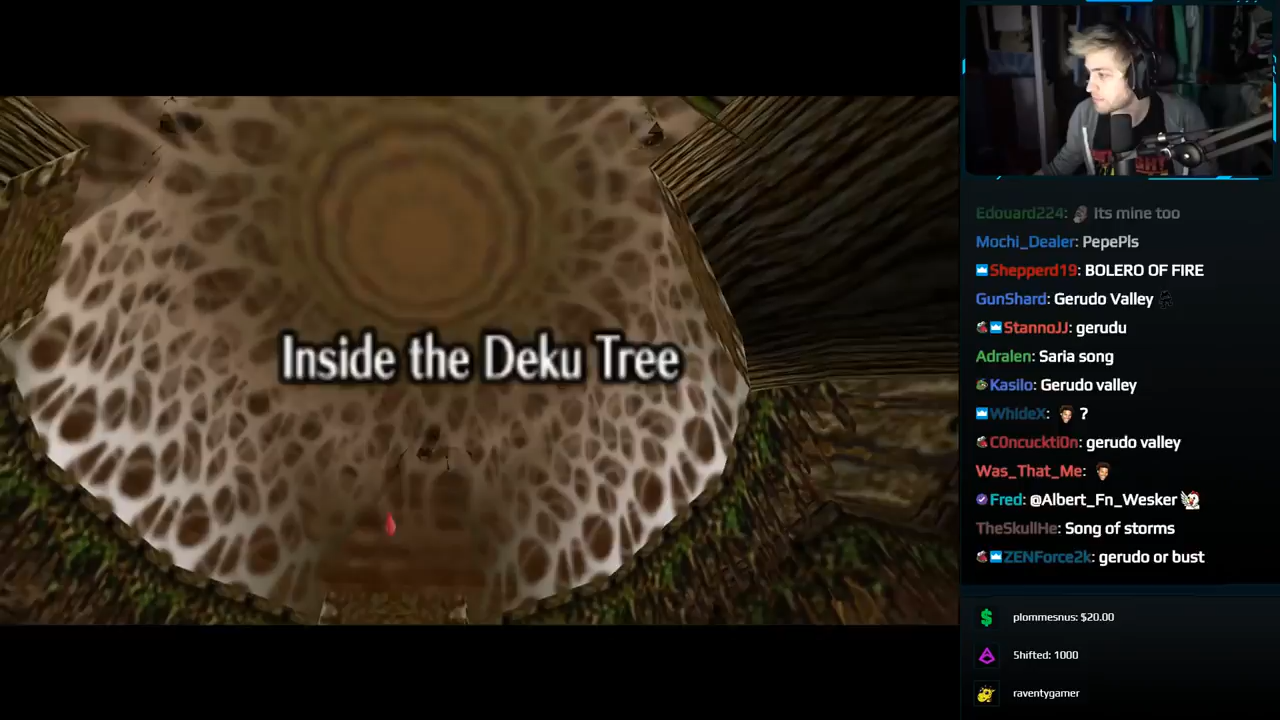 Inside the Deku Tree
Edouard224: Its mine too
Mochi_Dealer: PepePls
Shepperd19: BOLERO OF FIRE
GunShard: Gerudo Valley
StannoJJ: gerudu
Adralen: Saria song
Kasilo: Gerudo valley
WhideX: ?
C0ncuckti0n: gerudo valley
Was_That_Me:
Fred: @Albert_Fn_Wesker
TheSkullHe: Song of storms
ZENForce2k: gerudo or bust
plommesnus: $20.00
Shifted: 1000
raventygamer